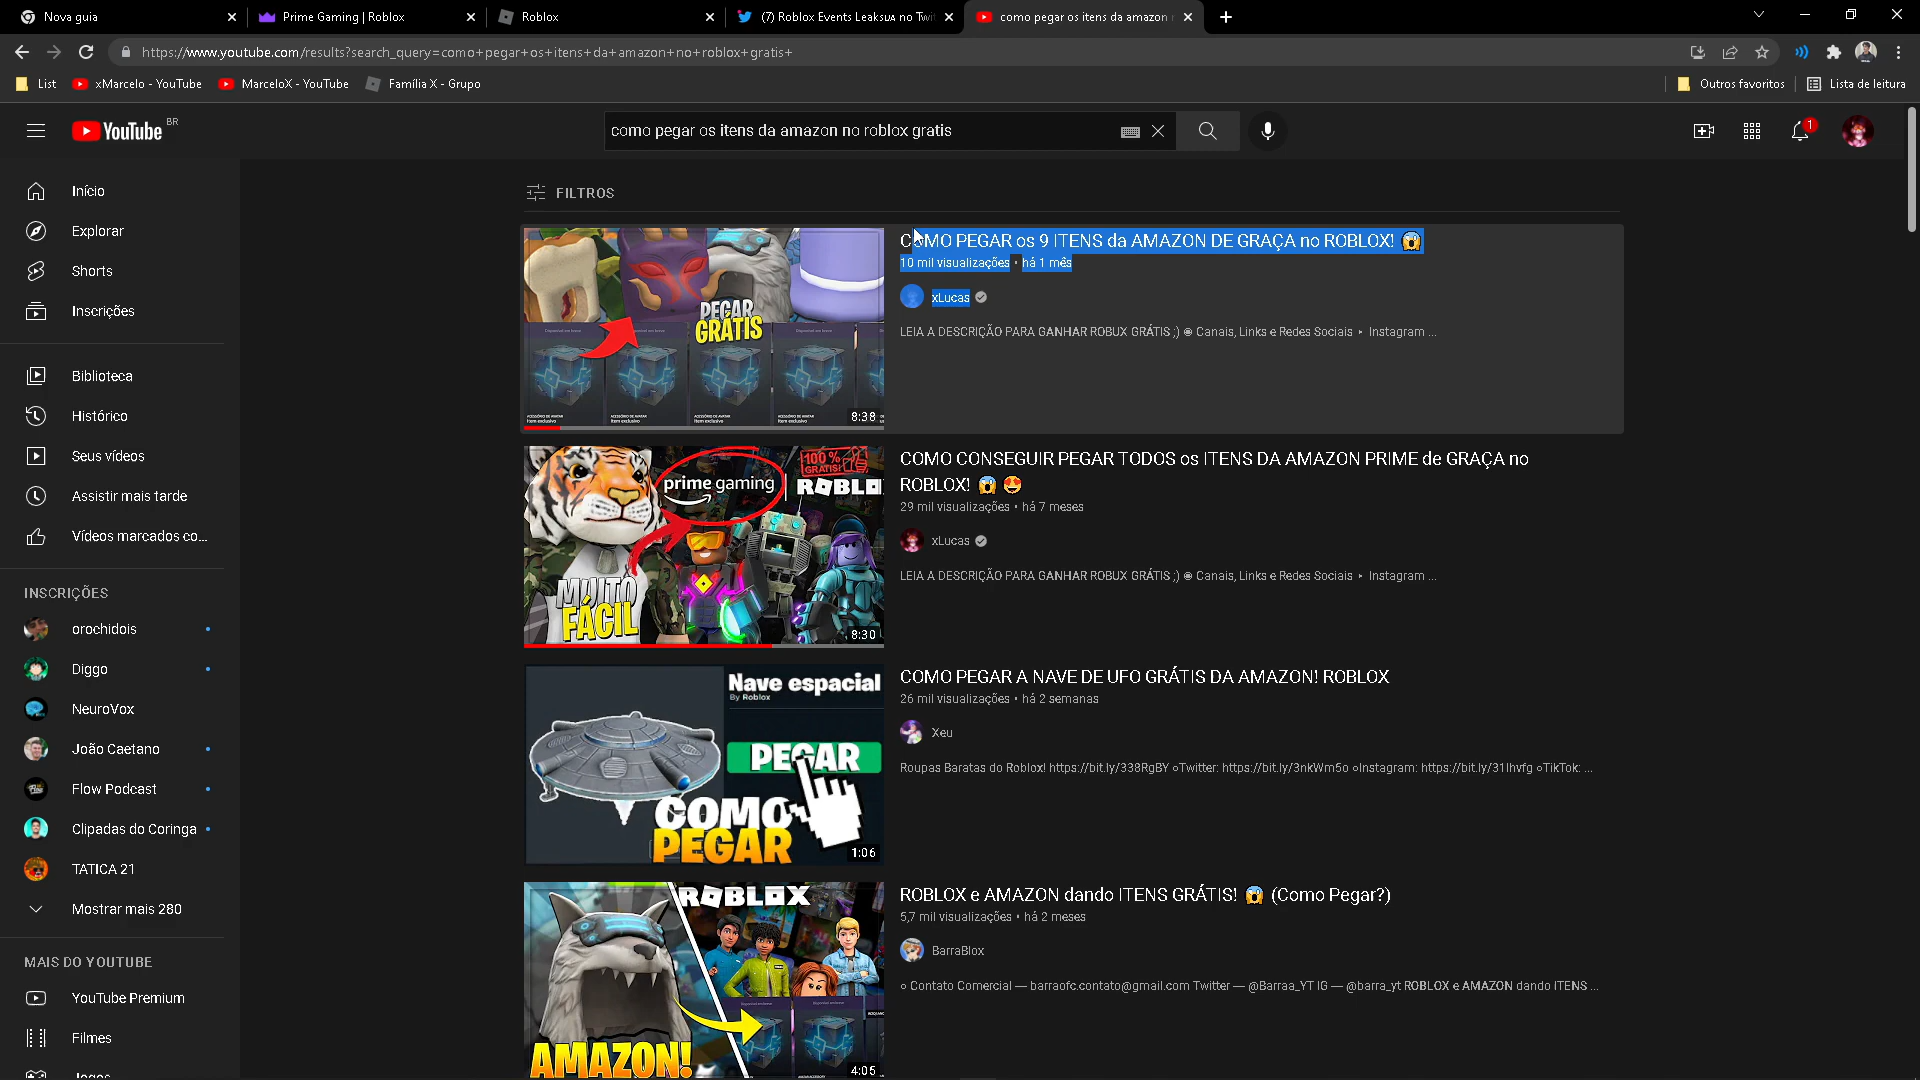 Nova guia
Prime Gaming | Roblox
Roblox
(7) Roblox Events Leaksua no Twi
como pegar os itens da amazon
https://www.youtube.com/results?search_query=como+pegar+os+itens+da+amazon+no+roblox+gratis+
List
xMarcelo - YouTube
MarceloX - YouTube
Família X - Grupo
Outros favoritos
Lista de leitura
YouTube BR
como pegar os itens da amazon no roblox gratis
1
Início
Explorar
Shorts
Inscrições
Biblioteca
Histórico
Seus vídeos
Assistir mais tarde
Vídeos marcados co...
INSCRIÇÕES
orochidois
Diggo
NeuroVox
João Caetano
Flow Podcast
Clipadas do Coringa
TATICA 21
Mostrar mais 280
MAIS DO YOUTUBE
YouTube Premium
Filmes
Jogos
FILTROS
PEGAR
GRÁTIS
8:38
COMO PEGAR os 9 ITENS da AMAZON DE GRAÇA no ROBLOX! 😱
10 mil visualizações • há 1 mês
xLucas
LEIA A DESCRIÇÃO PARA GANHAR ROBUX GRÁTIS ;) ◉ Canais, Links e Redes Sociais ▸ Instagram ...
prime gaming
100%
GRATIS!
ROBLO
MUITO
FÁCIL
8:30
COMO CONSEGUIR PEGAR TODOS os ITENS DA AMAZON PRIME de GRAÇA no
ROBLOX! 😱 😍
29 mil visualizações • há 7 meses
xLucas
LEIA A DESCRIÇÃO PARA GANHAR ROBUX GRÁTIS ;) ◉ Canais, Links e Redes Sociais ▸ Instagram ...
Nave espacial
By Roblox
PEGAR
COMO
PEGAR
1:06
COMO PEGAR A NAVE DE UFO GRÁTIS DA AMAZON! ROBLOX
26 mil visualizações • há 2 semanas
Xeu
Roupas Baratas do Roblox! https://bit.ly/338RgBY ○Twitter: https://bit.ly/3nkWm5o ○Instagram: https://bit.ly/31Ihvfg ○TikTok: ...
ROBLOX
AMAZON!
4:05
ROBLOX e AMAZON dando ITENS GRÁTIS! 😱 (Como Pegar?)
5,7 mil visualizações • há 2 meses
BarraBlox
○ Contato Comercial — barraofc.contato@gmail.com Twitter — @Barraa_YT IG — @barra_yt ROBLOX e AMAZON dando ITENS ...